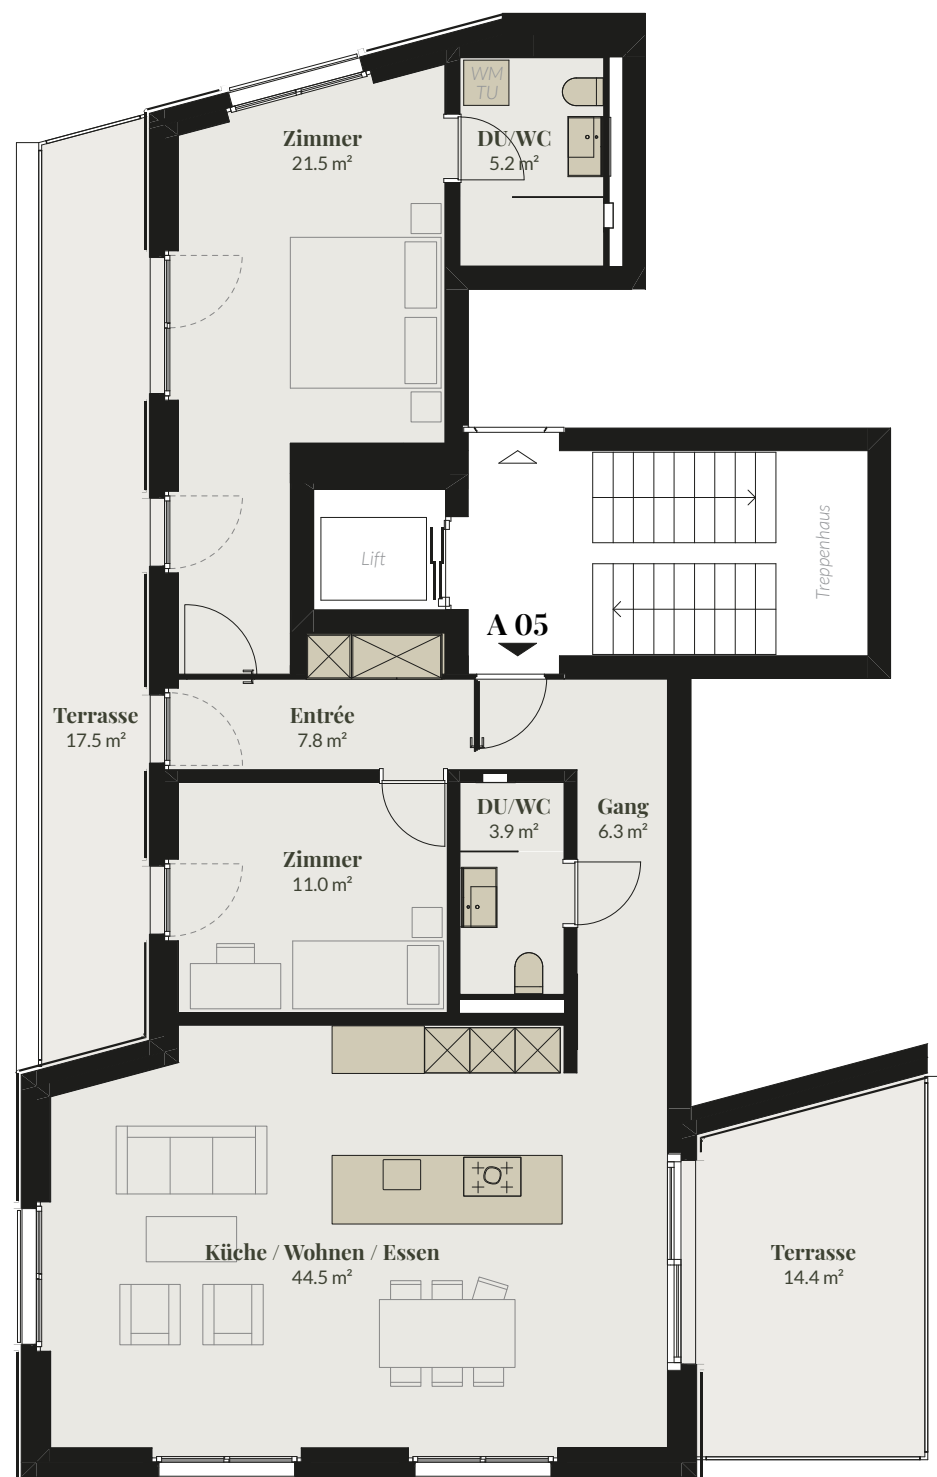 WM
TU
Zimmer
21.5 m²
DU/WC
5.2 m²
Lift
Treppenhaus
A 05
Terrasse
17.5 m²
Entrée
7.8 m²
DU/WC
3.9 m²
Gang
6.3 m²
Zimmer
11.0 m²
Küche / Wohnen / Essen
44.5 m²
Terrasse
14.4 m²